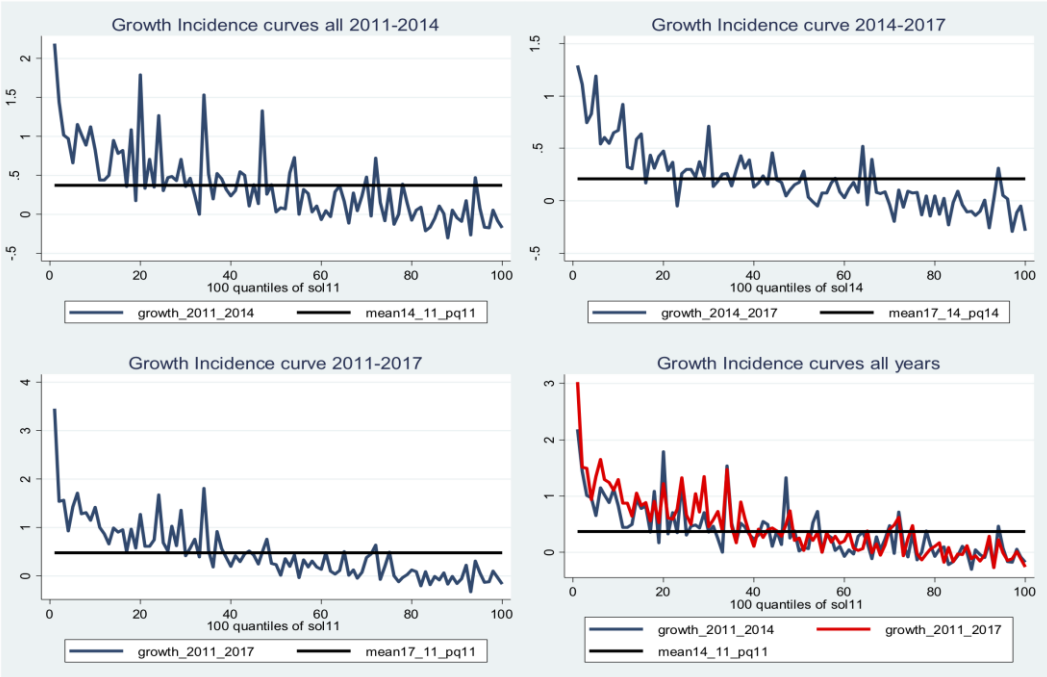 Growth Incidence curves all 2011-2014
2
1.5
1
.5
0
-.5
0 20 40 60 80 100
100 quantiles of sol11
growth_2011_2014 mean14_11_pq11
Growth Incidence curve 2014-2017
1.5
1
.5
0
-.5
0 20 40 60 80 100
100 quantiles of sol14
growth_2014_2017 mean17_14_pq14
Growth Incidence curve 2011-2017
4
3
2
1
0
0 20 40 60 80 100
100 quantiles of sol11
growth_2011_2017 mean17_11_pq11
Growth Incidence curves all years
3
2
1
0
0 20 40 60 80 100
100 quantiles of sol11
growth_2011_2014 growth_2011_2017
mean14_11_pq11